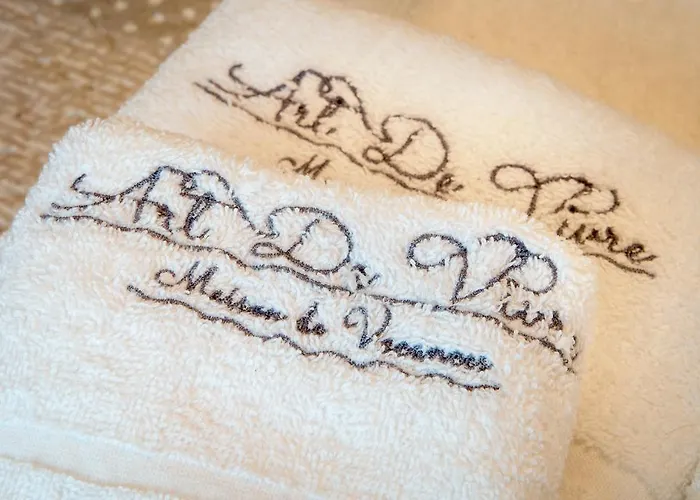 Art De Vivre
M
Art De Vivre
Maison de Vacances